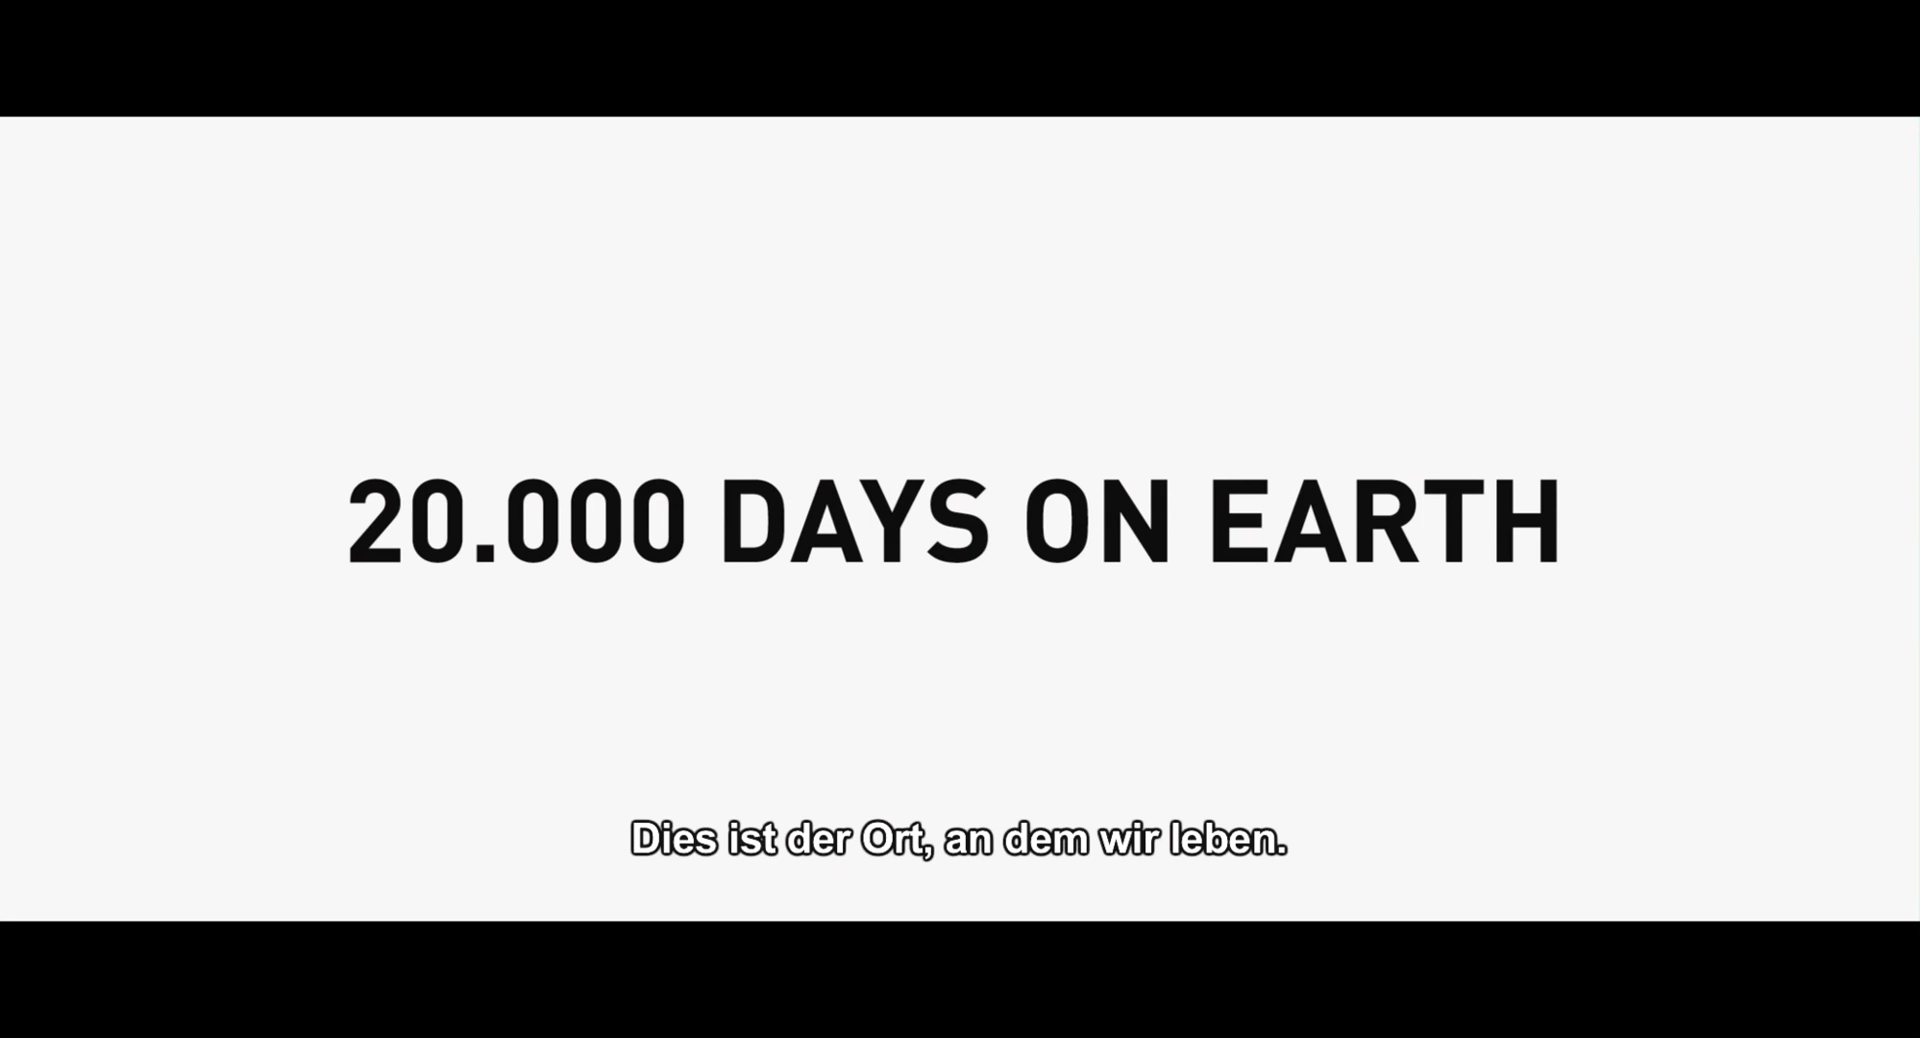 20.000 DAYS ON EARTH
Dies ist der Ort, an dem wir leben.